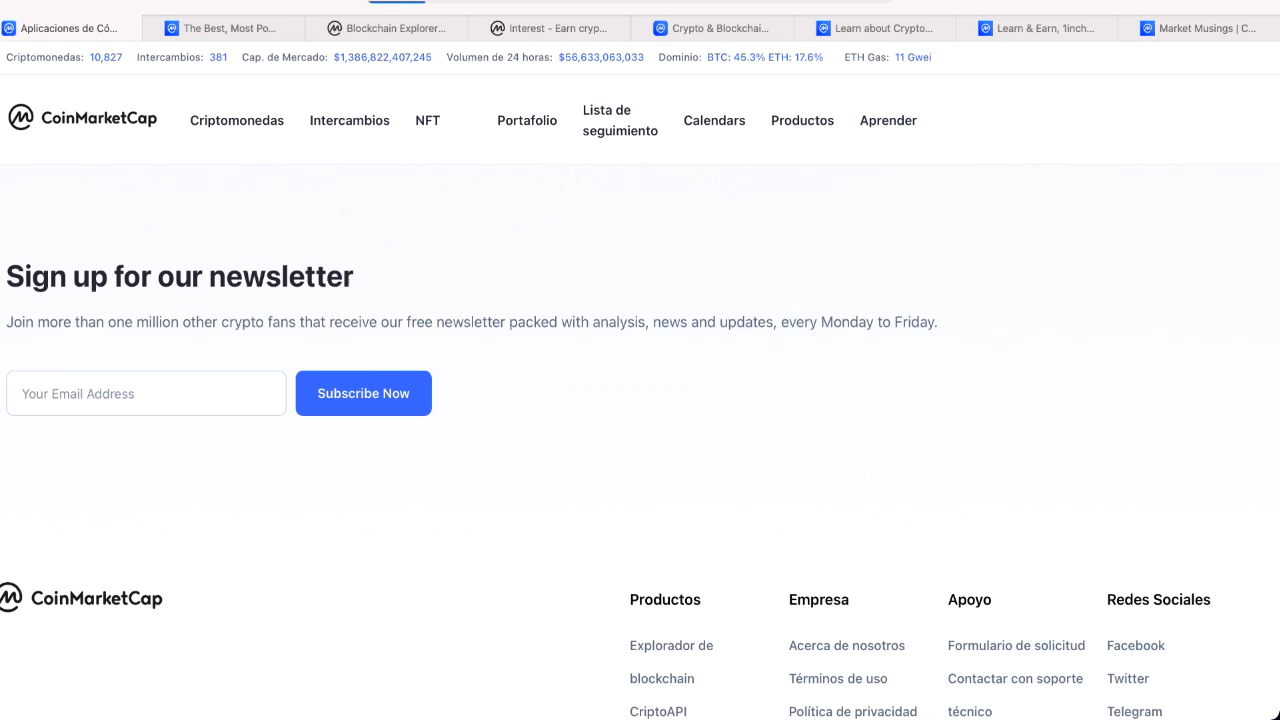 Aplicaciones de Có... The Best, Most Po... Blockchain Explorer... Interest - Earn cryp... Crypto & Blockchai... Learn about Crypto... Learn & Earn, 1inch... Market Musings | C...
Criptomonedas: 10,827 Intercambios: 381 Cap. de Mercado: $1,386,822,407,245 Volumen de 24 horas: $56,633,063,033 Dominio: BTC: 45.3% ETH: 17.6% ETH Gas: 11 Gwei
CoinMarketCap Criptomonedas Intercambios NFT Portafolio Lista de seguimiento Calendars Productos Aprender
Sign up for our newsletter
Join more than one million other crypto fans that receive our free newsletter packed with analysis, news and updates, every Monday to Friday.
Your Email Address Subscribe Now
CoinMarketCap Productos Empresa Apoyo Redes Sociales
Explorador de Acerca de nosotros Formulario de solicitud Facebook
blockchain Términos de uso Contactar con soporte Twitter
CriptoAPI Política de privacidad técnico Telegram